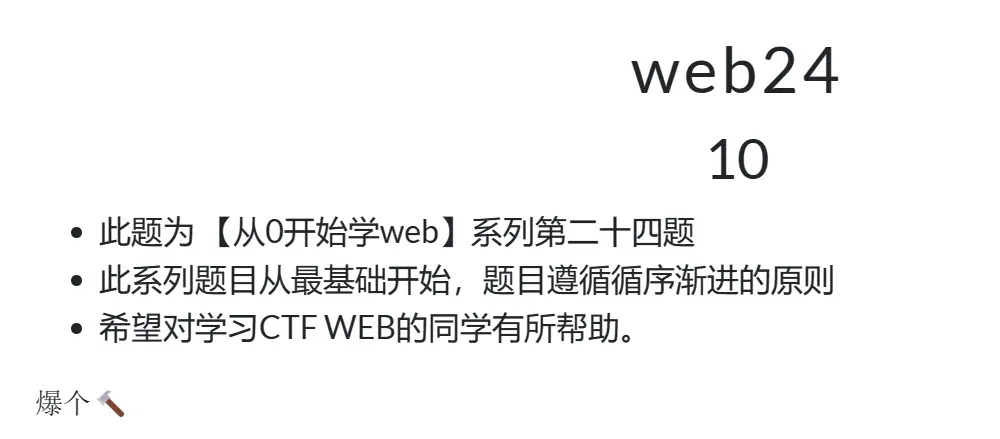 web24
10
此题为 【从0开始学web】系列第二十四题
此系列题目从最基础开始，题目遵循循序渐进的原则
希望对学习CTF WEB的同学有所帮助。
爆个🔨